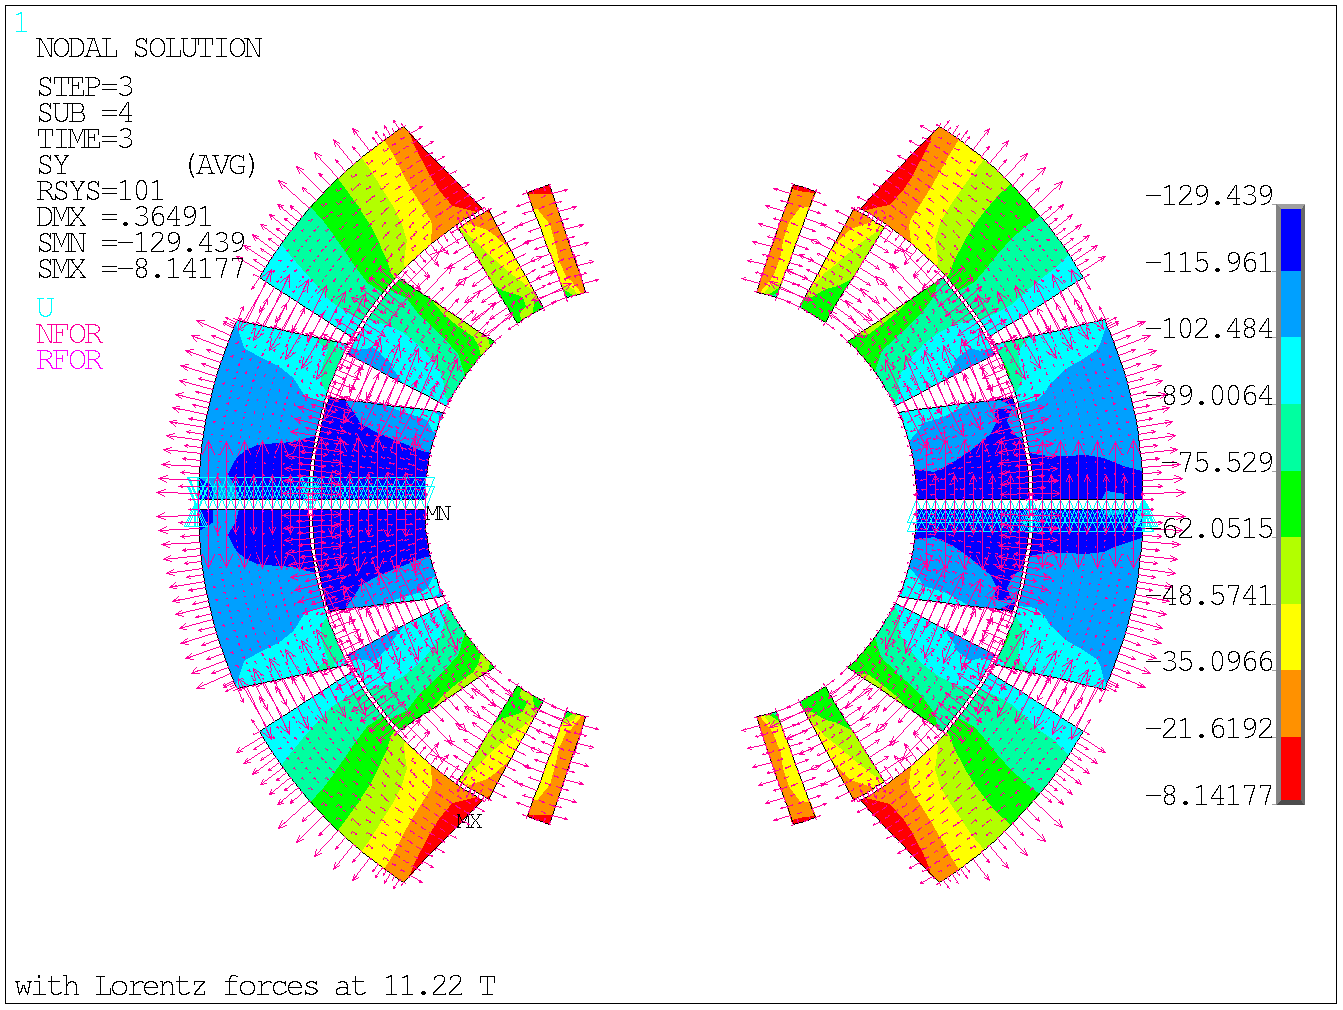 1
NODAL SOLUTION
STEP=3
SUB =4
TIME=3
SY (AVG)
RSYS=101
DMX =.36491
SMN =-129.439
SMX =-8.14177
U
NFOR
RFOR
-129.439
-115.961
-102.484
-89.0064
-75.529
-62.0515
-48.5741
-35.0966
-21.6192
-8.14177
MN
MX
with Lorentz forces at 11.22 T